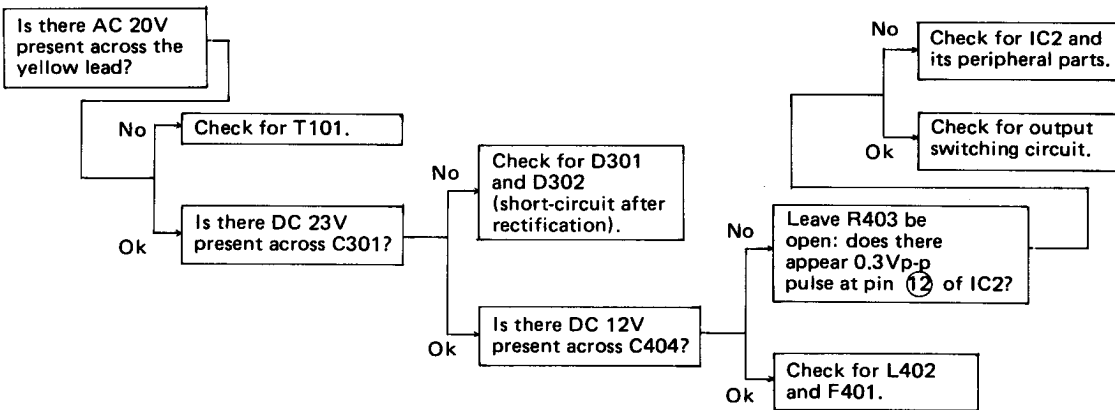 Is there AC 20V
present across the
yellow lead?
No
Check for T101.
Ok
Is there DC 23V
present across C301?
No
Check for D301
and D302
(short-circuit after
rectification).
Ok
Is there DC 12V
present across C404?
No
Leave R403 be
open: does there
appear 0.3Vp-p
pulse at pin ⑫ of IC2?
Ok
Check for L402
and F401.
No
Check for IC2 and
its peripheral parts.
Ok
Check for output
switching circuit.